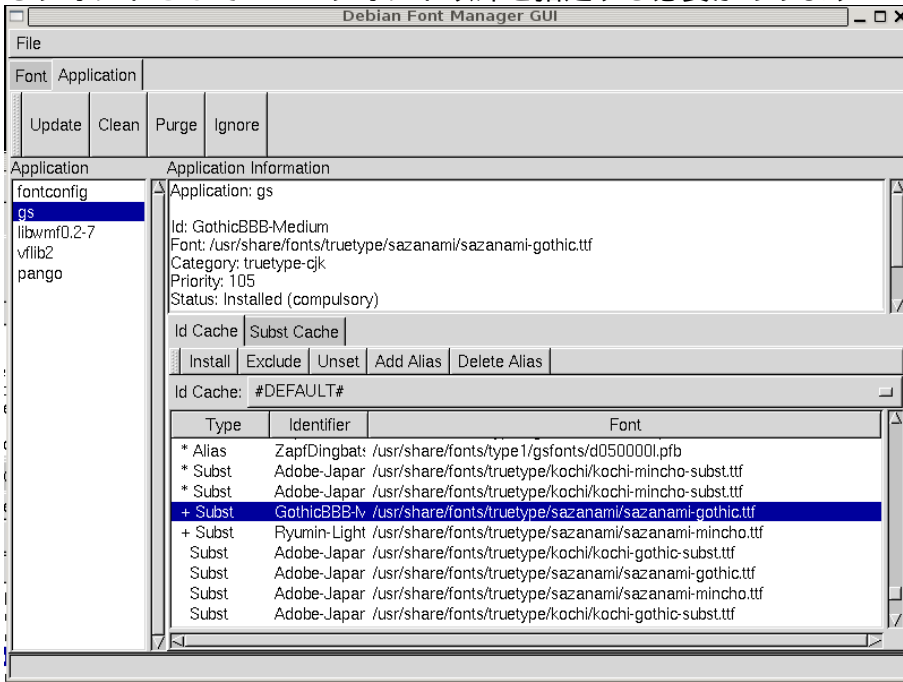 Debian Font Manager GUI
File
Font Application
Update Clean Purge Ignore
Application
fontconfig
gs
libwmf0.2-7
vflib2
pango
Application Information
Application: gs
Id: GothicBBB-Medium
Font: /usr/share/fonts/truetype/sazanami/sazanami-gothic.ttf
Category: truetype-cjk
Priority: 105
Status: Installed (compulsory)
Id Cache Subst Cache
Install Exclude Unset Add Alias Delete Alias
Id Cache: #DEFAULT#
Type Identifier Font
* Alias ZapfDingbats /usr/share/fonts/type1/gsfonts/d050000l.pfb
* Subst Adobe-Japan /usr/share/fonts/truetype/kochi/kochi-mincho-subst.ttf
* Subst Adobe-Japan /usr/share/fonts/truetype/kochi/kochi-mincho-subst.ttf
+ Subst GothicBBB-M /usr/share/fonts/truetype/sazanami/sazanami-gothic.ttf
+ Subst Ryumin-Light /usr/share/fonts/truetype/sazanami/sazanami-mincho.ttf
Subst Adobe-Japan /usr/share/fonts/truetype/kochi/kochi-gothic-subst.ttf
Subst Adobe-Japan /usr/share/fonts/truetype/sazanami/sazanami-gothic.ttf
Subst Adobe-Japan /usr/share/fonts/truetype/sazanami/sazanami-mincho.ttf
Subst Adobe-Japan /usr/share/fonts/truetype/kochi/kochi-gothic-subst.ttf